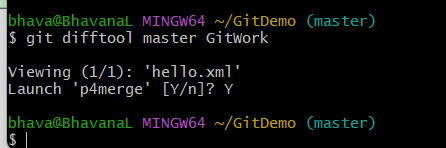 bhava@BhavanaL MINGW64 ~/GitDemo (master)
$ git difftool master GitWork
Viewing (1/1): 'hello.xml'
Launch 'p4merge' [Y/n]? Y
bhava@BhavanaL MINGW64 ~/GitDemo (master)
$